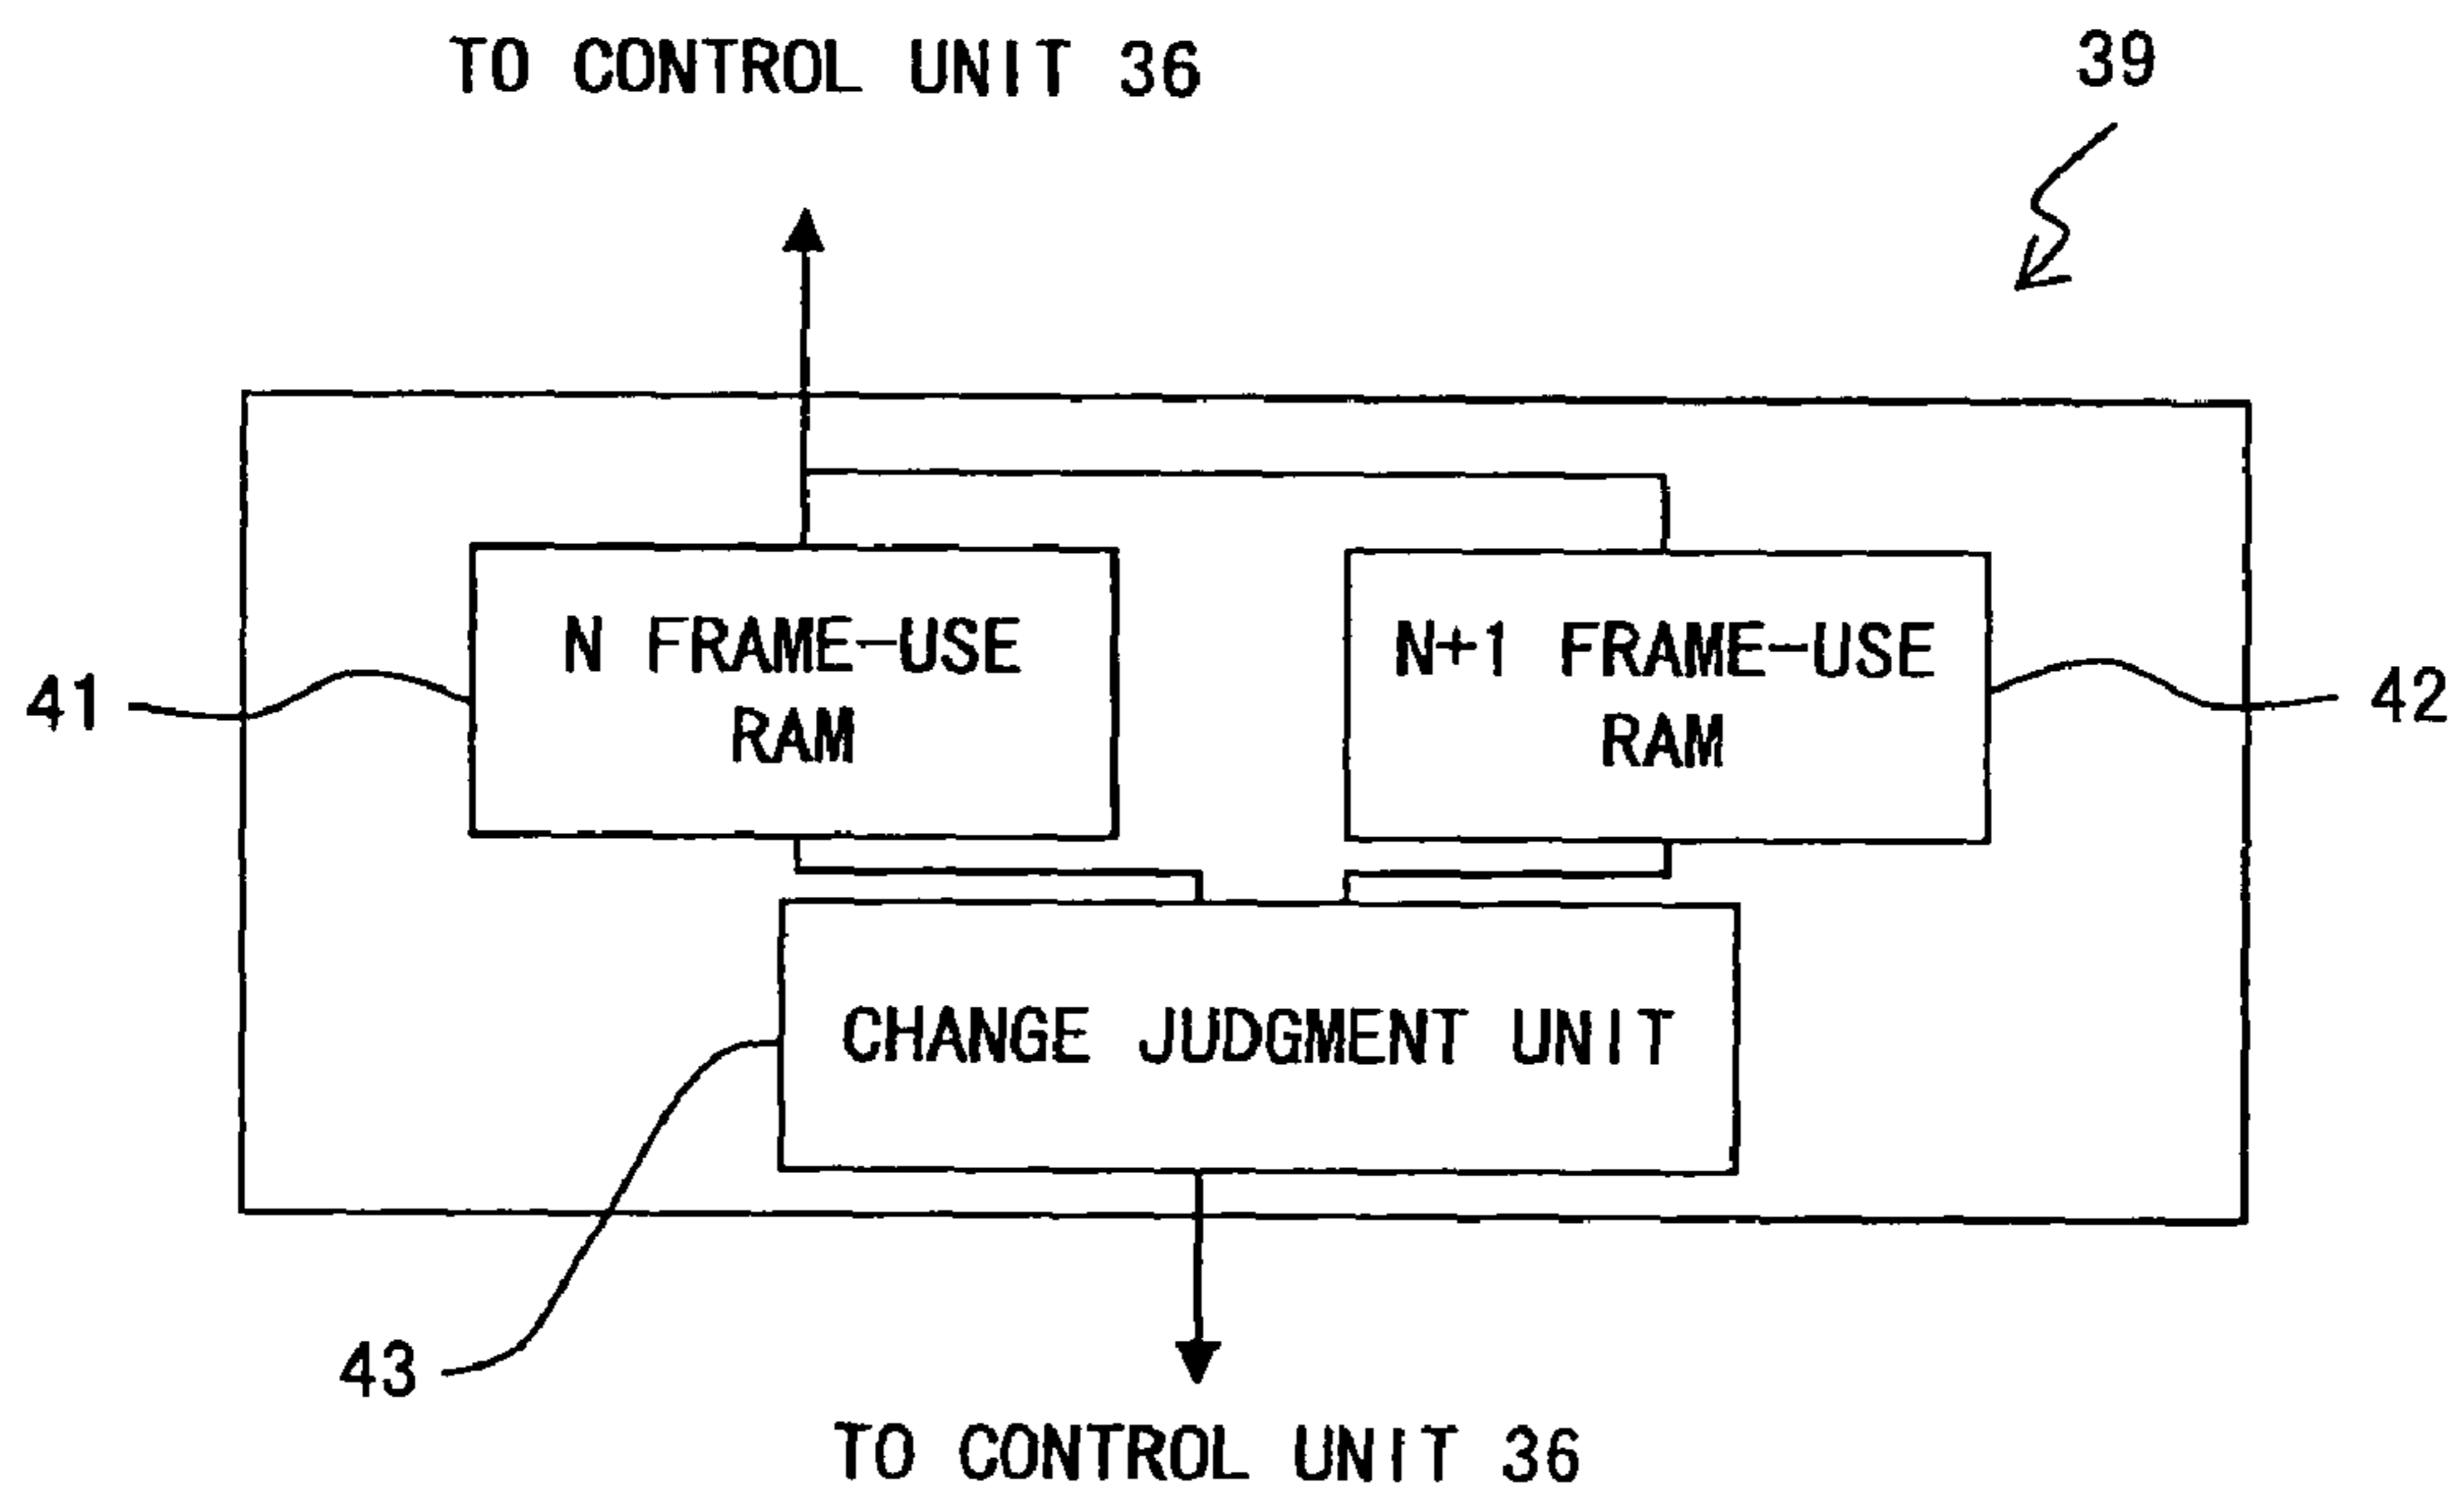 TO CONTROL UNIT 36
39
N FRAME-USE
RAM
N+1 FRAME-USE
RAM
41
42
CHANGE JUDGMENT UNIT
43
TO CONTROL UNIT 36